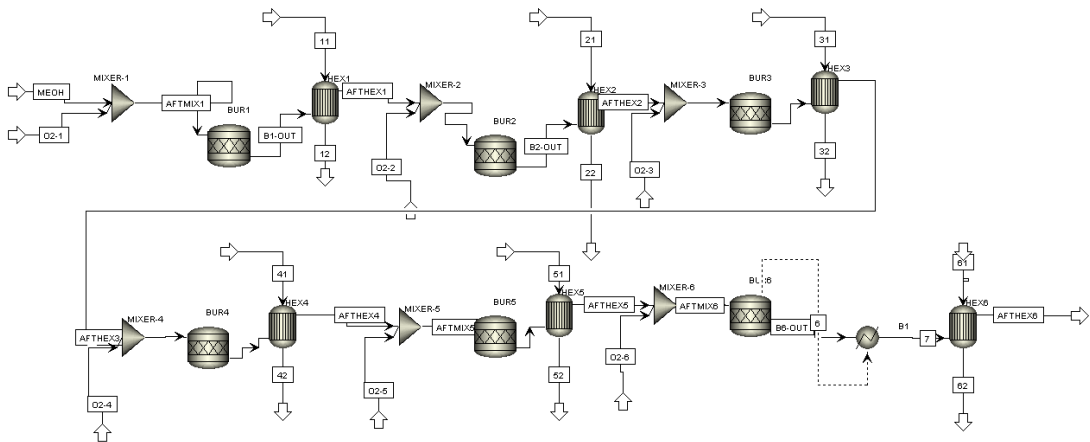 11
21
31
MIXER-1
HEX1
MIXER-2
HEX2
MIXER-3
BUR3
HEX3
MEOH
AFTMIX1
AFTHEX1
AFTHEX2
O2-1
BUR1
B1-OUT
BUR2
B2-OUT
12
O2-2
22
O2-3
32
41
51
61
MIXER-4
BUR4
HEX4
AFTHEX4
MIXER-5
BUR5
HEX5
AFTHEX5
MIXER-6
AFTMIX6
B6-OUT
6
B1
7
HEX6
AFTHEX6
AFTHEX3
AFTMIX5
O2-4
42
O2-5
52
O2-6
62